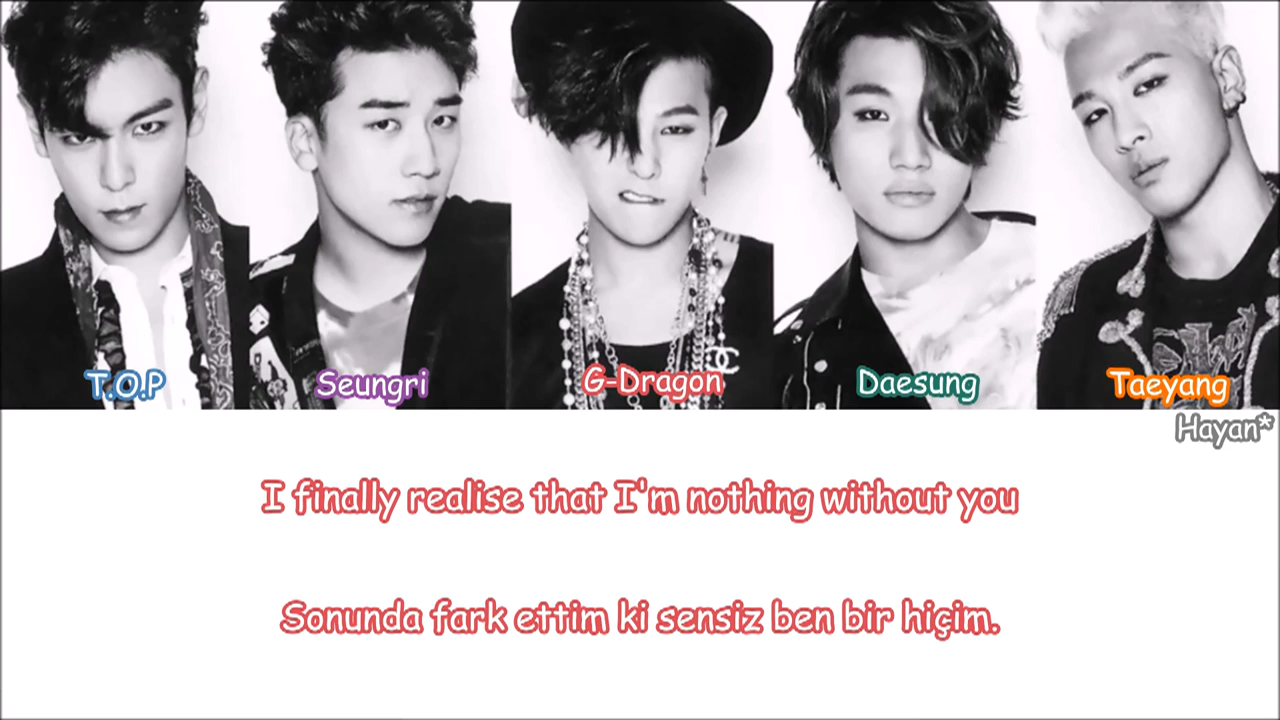 T.O.P Seungri G-Dragon Daesung Taeyang
Hayan*
I finally realise that I'm nothing without you
Sonunda fark ettim ki sensiz ben bir hiçim.